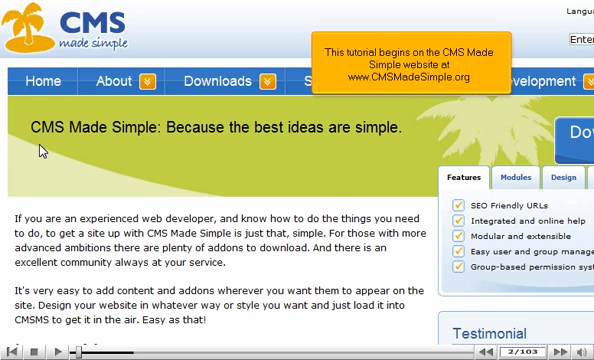 CMS
made simple
Langua
Enter
This tutorial begins on the CMS Made
Simple website at
www.CMSMadeSimple.org
Home
About
Downloads
S
evelopment
CMS Made Simple: Because the best ideas are simple.
Do
Features
Modules
Design
SEO Friendly URLs
Integrated and online help
Modular and extensible
Easy user and group manage
Group-based permission syst
If you are an experienced web developer, and know how to do the things you need
to do, to get a site up with CMS Made Simple is just that, simple. For those with more
advanced ambitions there are plenty of addons to download. And there is an
excellent community always at your service.
It's very easy to add content and addons wherever you want them to appear on the
site. Design your website in whatever way or style you want and just load it into
CMSMS to get it in the air. Easy as that!
Testimonial
2/103